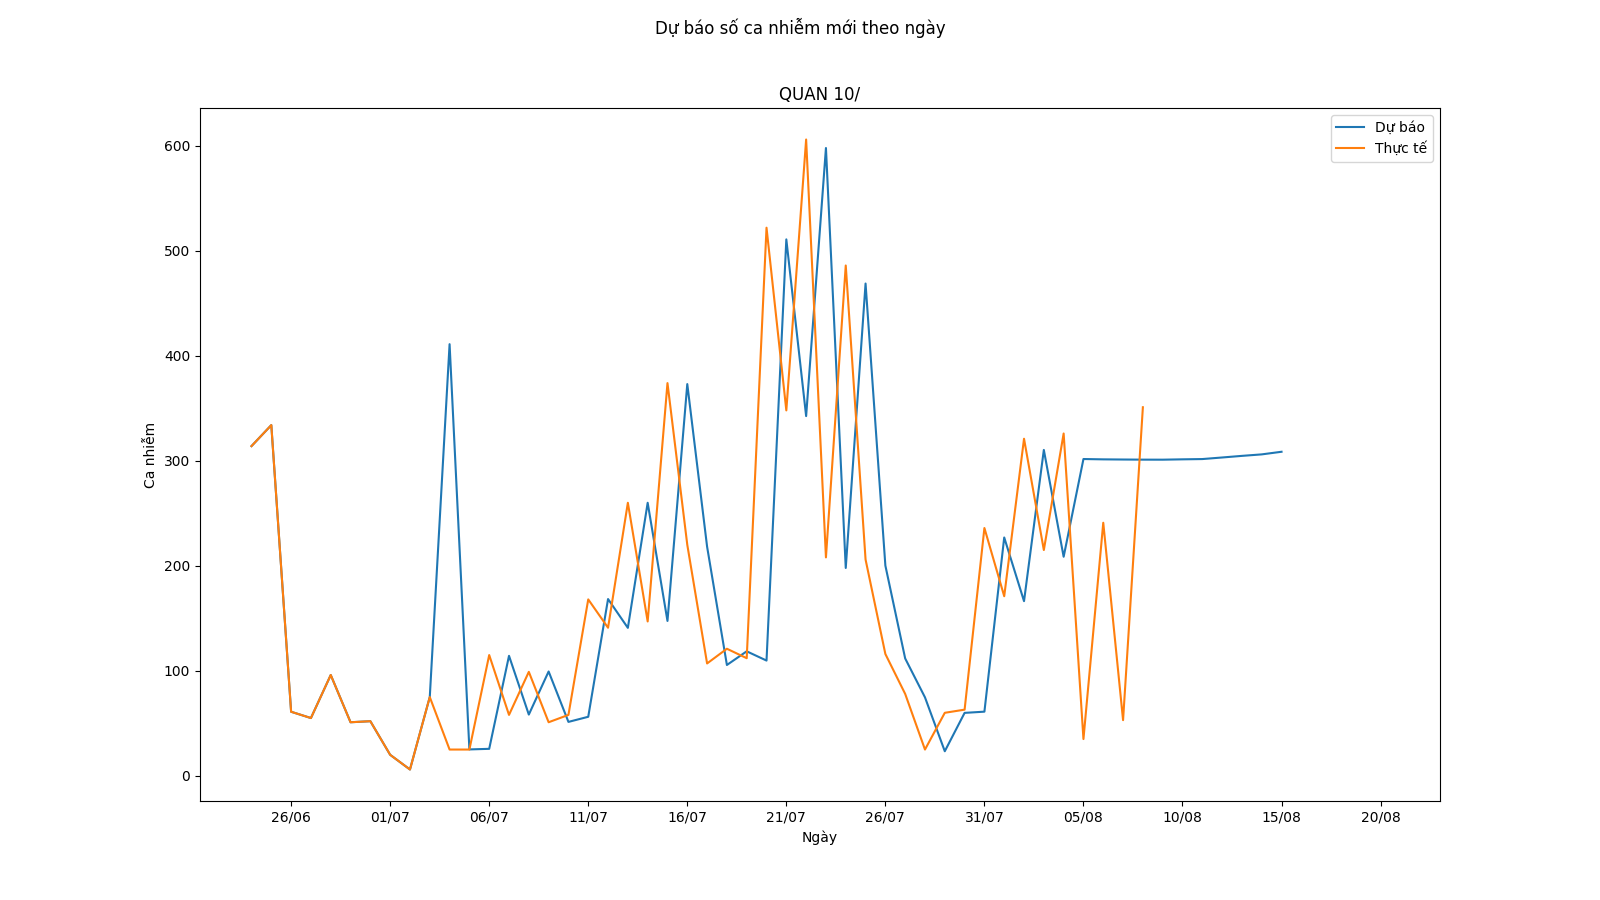 Dự báo số ca nhiễm mới theo ngày
QUAN 10/
Dự báo
Thực tế
600
500
400
300
200
100
0
Ca nhiễm
26/06 01/07 06/07 11/07 16/07 21/07 26/07 31/07 05/08 10/08 15/08 20/08
Ngày